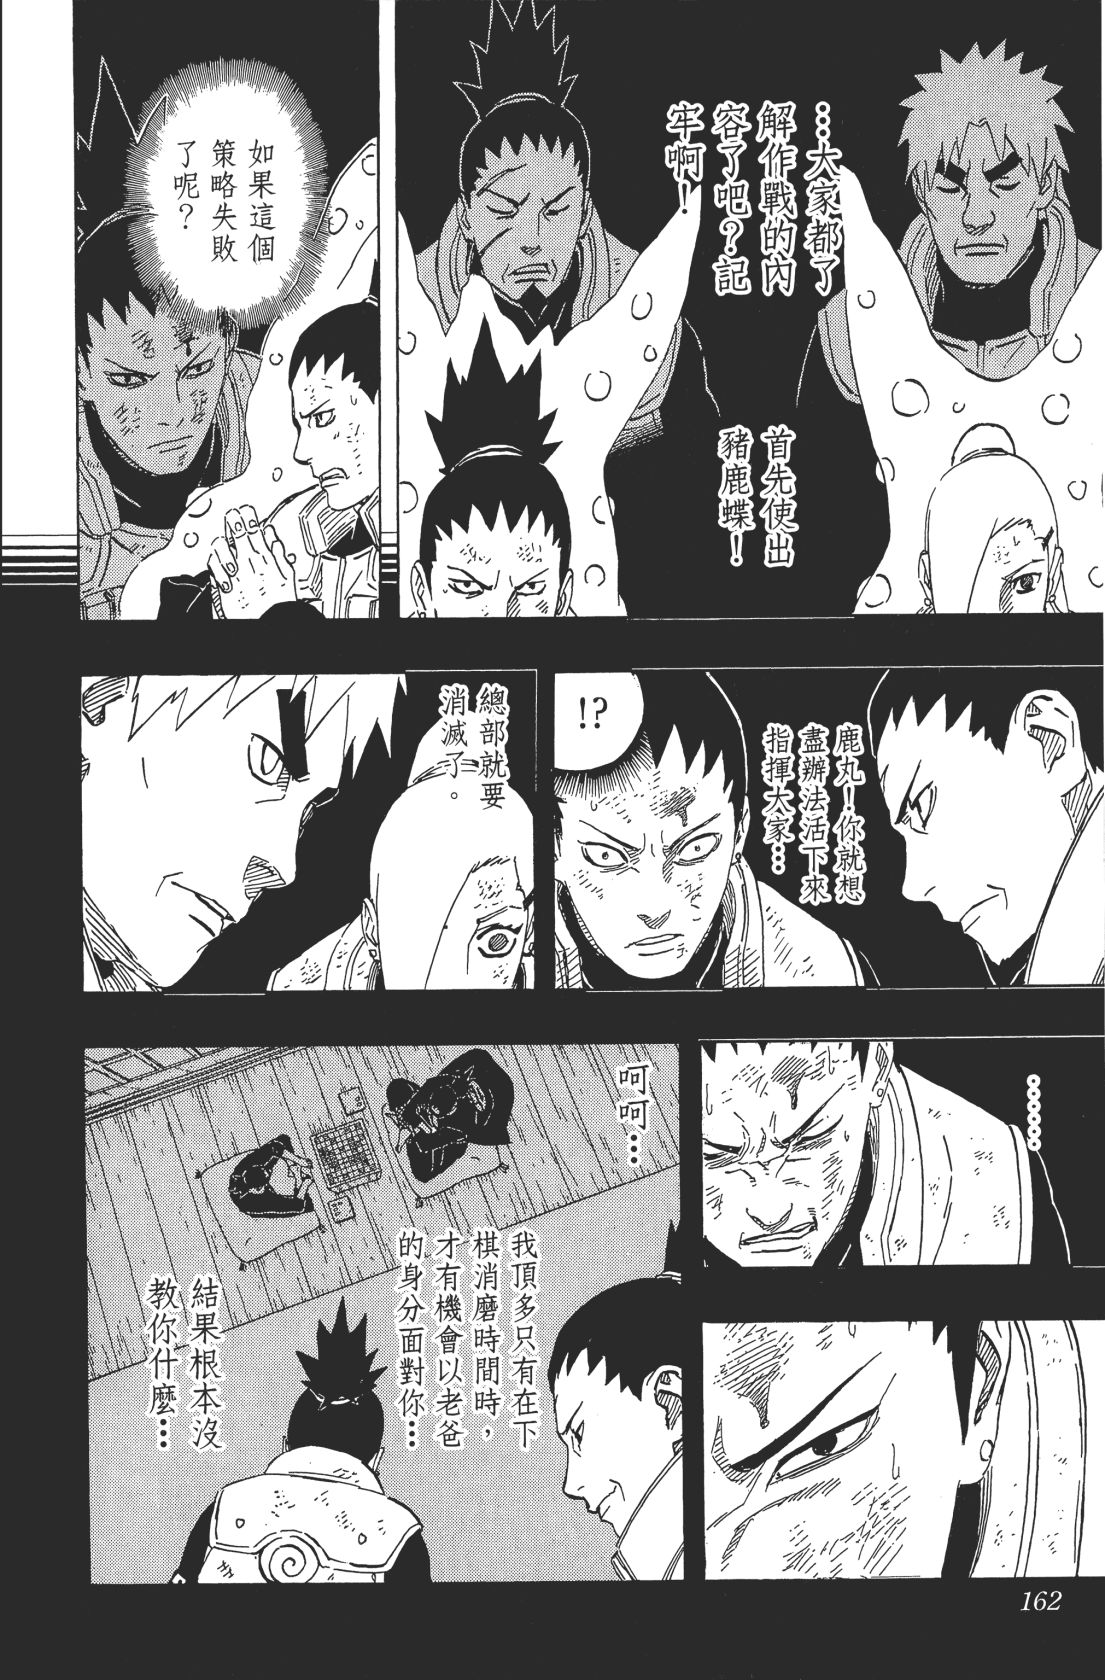 …大家都了
解作戰的內
容了吧？記
牢啊！
首先使出
豬鹿蝶！
如果這個
策略失敗
了呢？
鹿丸！你就想
盡辦法活下來
指揮大家…
!?
總部就要
消滅了。
………
呵呵…
我頂多只有在下
棋消磨時間時，
才有機會以老爸
的身分面對你…
結果根本沒
教你什麼…
162